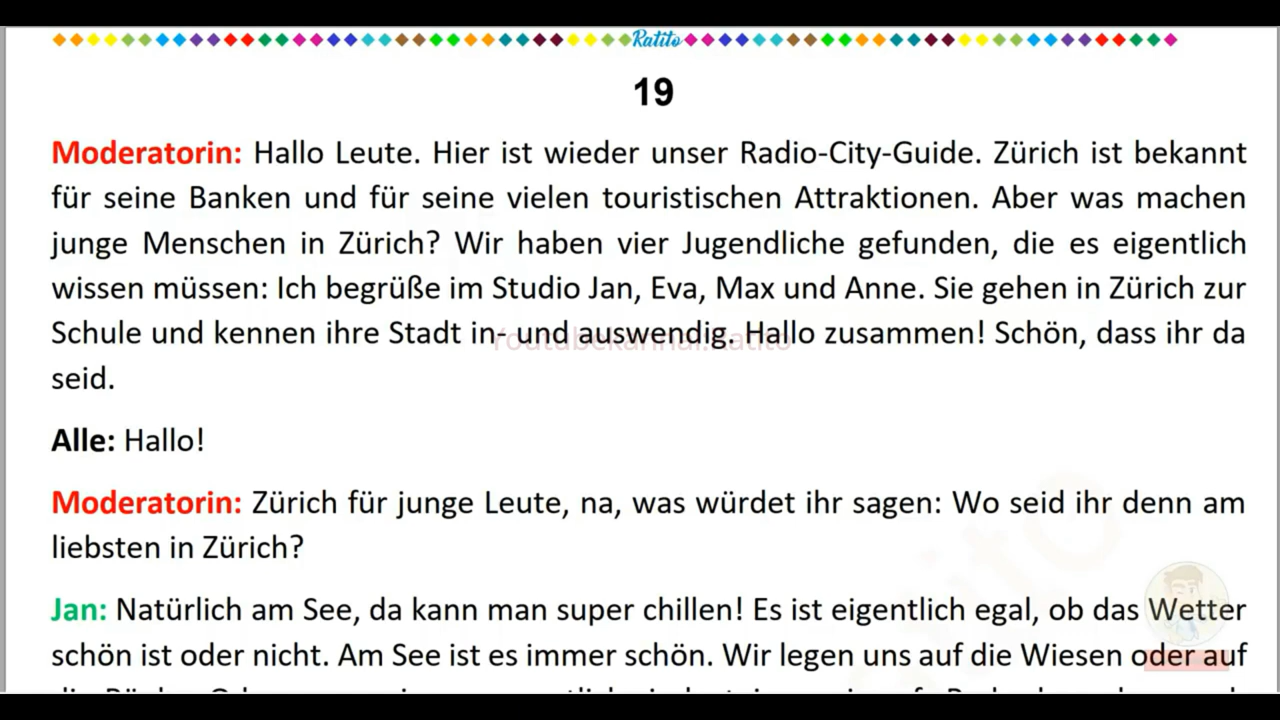 Ratito
19
Moderatorin: Hallo Leute. Hier ist wieder unser Radio-City-Guide. Zürich ist bekannt
für seine Banken und für seine vielen touristischen Attraktionen. Aber was machen
junge Menschen in Zürich? Wir haben vier Jugendliche gefunden, die es eigentlich
wissen müssen: Ich begrüße im Studio Jan, Eva, Max und Anne. Sie gehen in Zürich zur
Schule und kennen ihre Stadt in- und auswendig. Hallo zusammen! Schön, dass ihr da
seid.
Alle: Hallo!
Moderatorin: Zürich für junge Leute, na, was würdet ihr sagen: Wo seid ihr denn am
liebsten in Zürich?
Jan: Natürlich am See, da kann man super chillen! Es ist eigentlich egal, ob das Wetter
schön ist oder nicht. Am See ist es immer schön. Wir legen uns auf die Wiesen oder auf